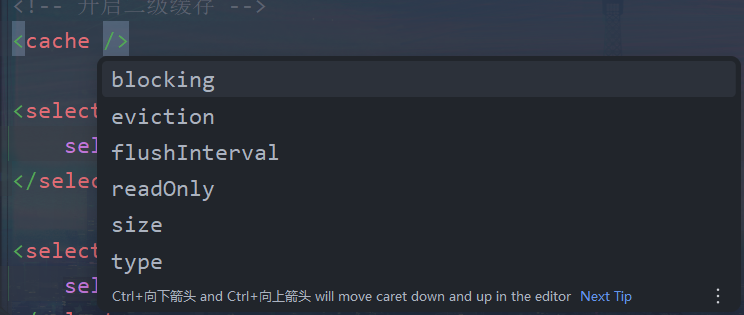 <!-- 开启二级缓存 -->
<cache />
blocking
<select
eviction
sel
flushInterval
</selec
readOnly
size
<select
type
sel
Ctrl+向下箭头 and Ctrl+向上箭头 will move caret down and up in the editor Next Tip
</select